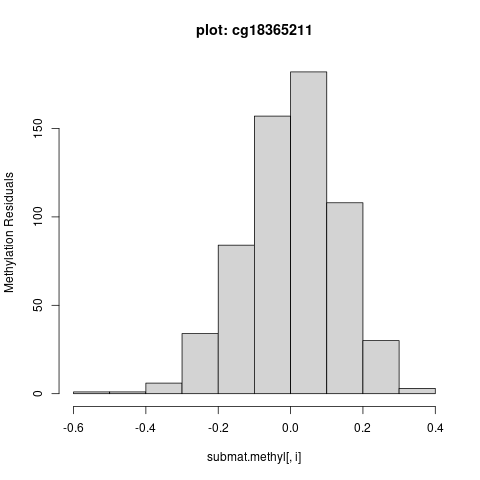 plot: cg18365211
Methylation Residuals
150
100
50
0
-0.6 -0.4 -0.2 0.0 0.2 0.4
submat.methyl[, i]